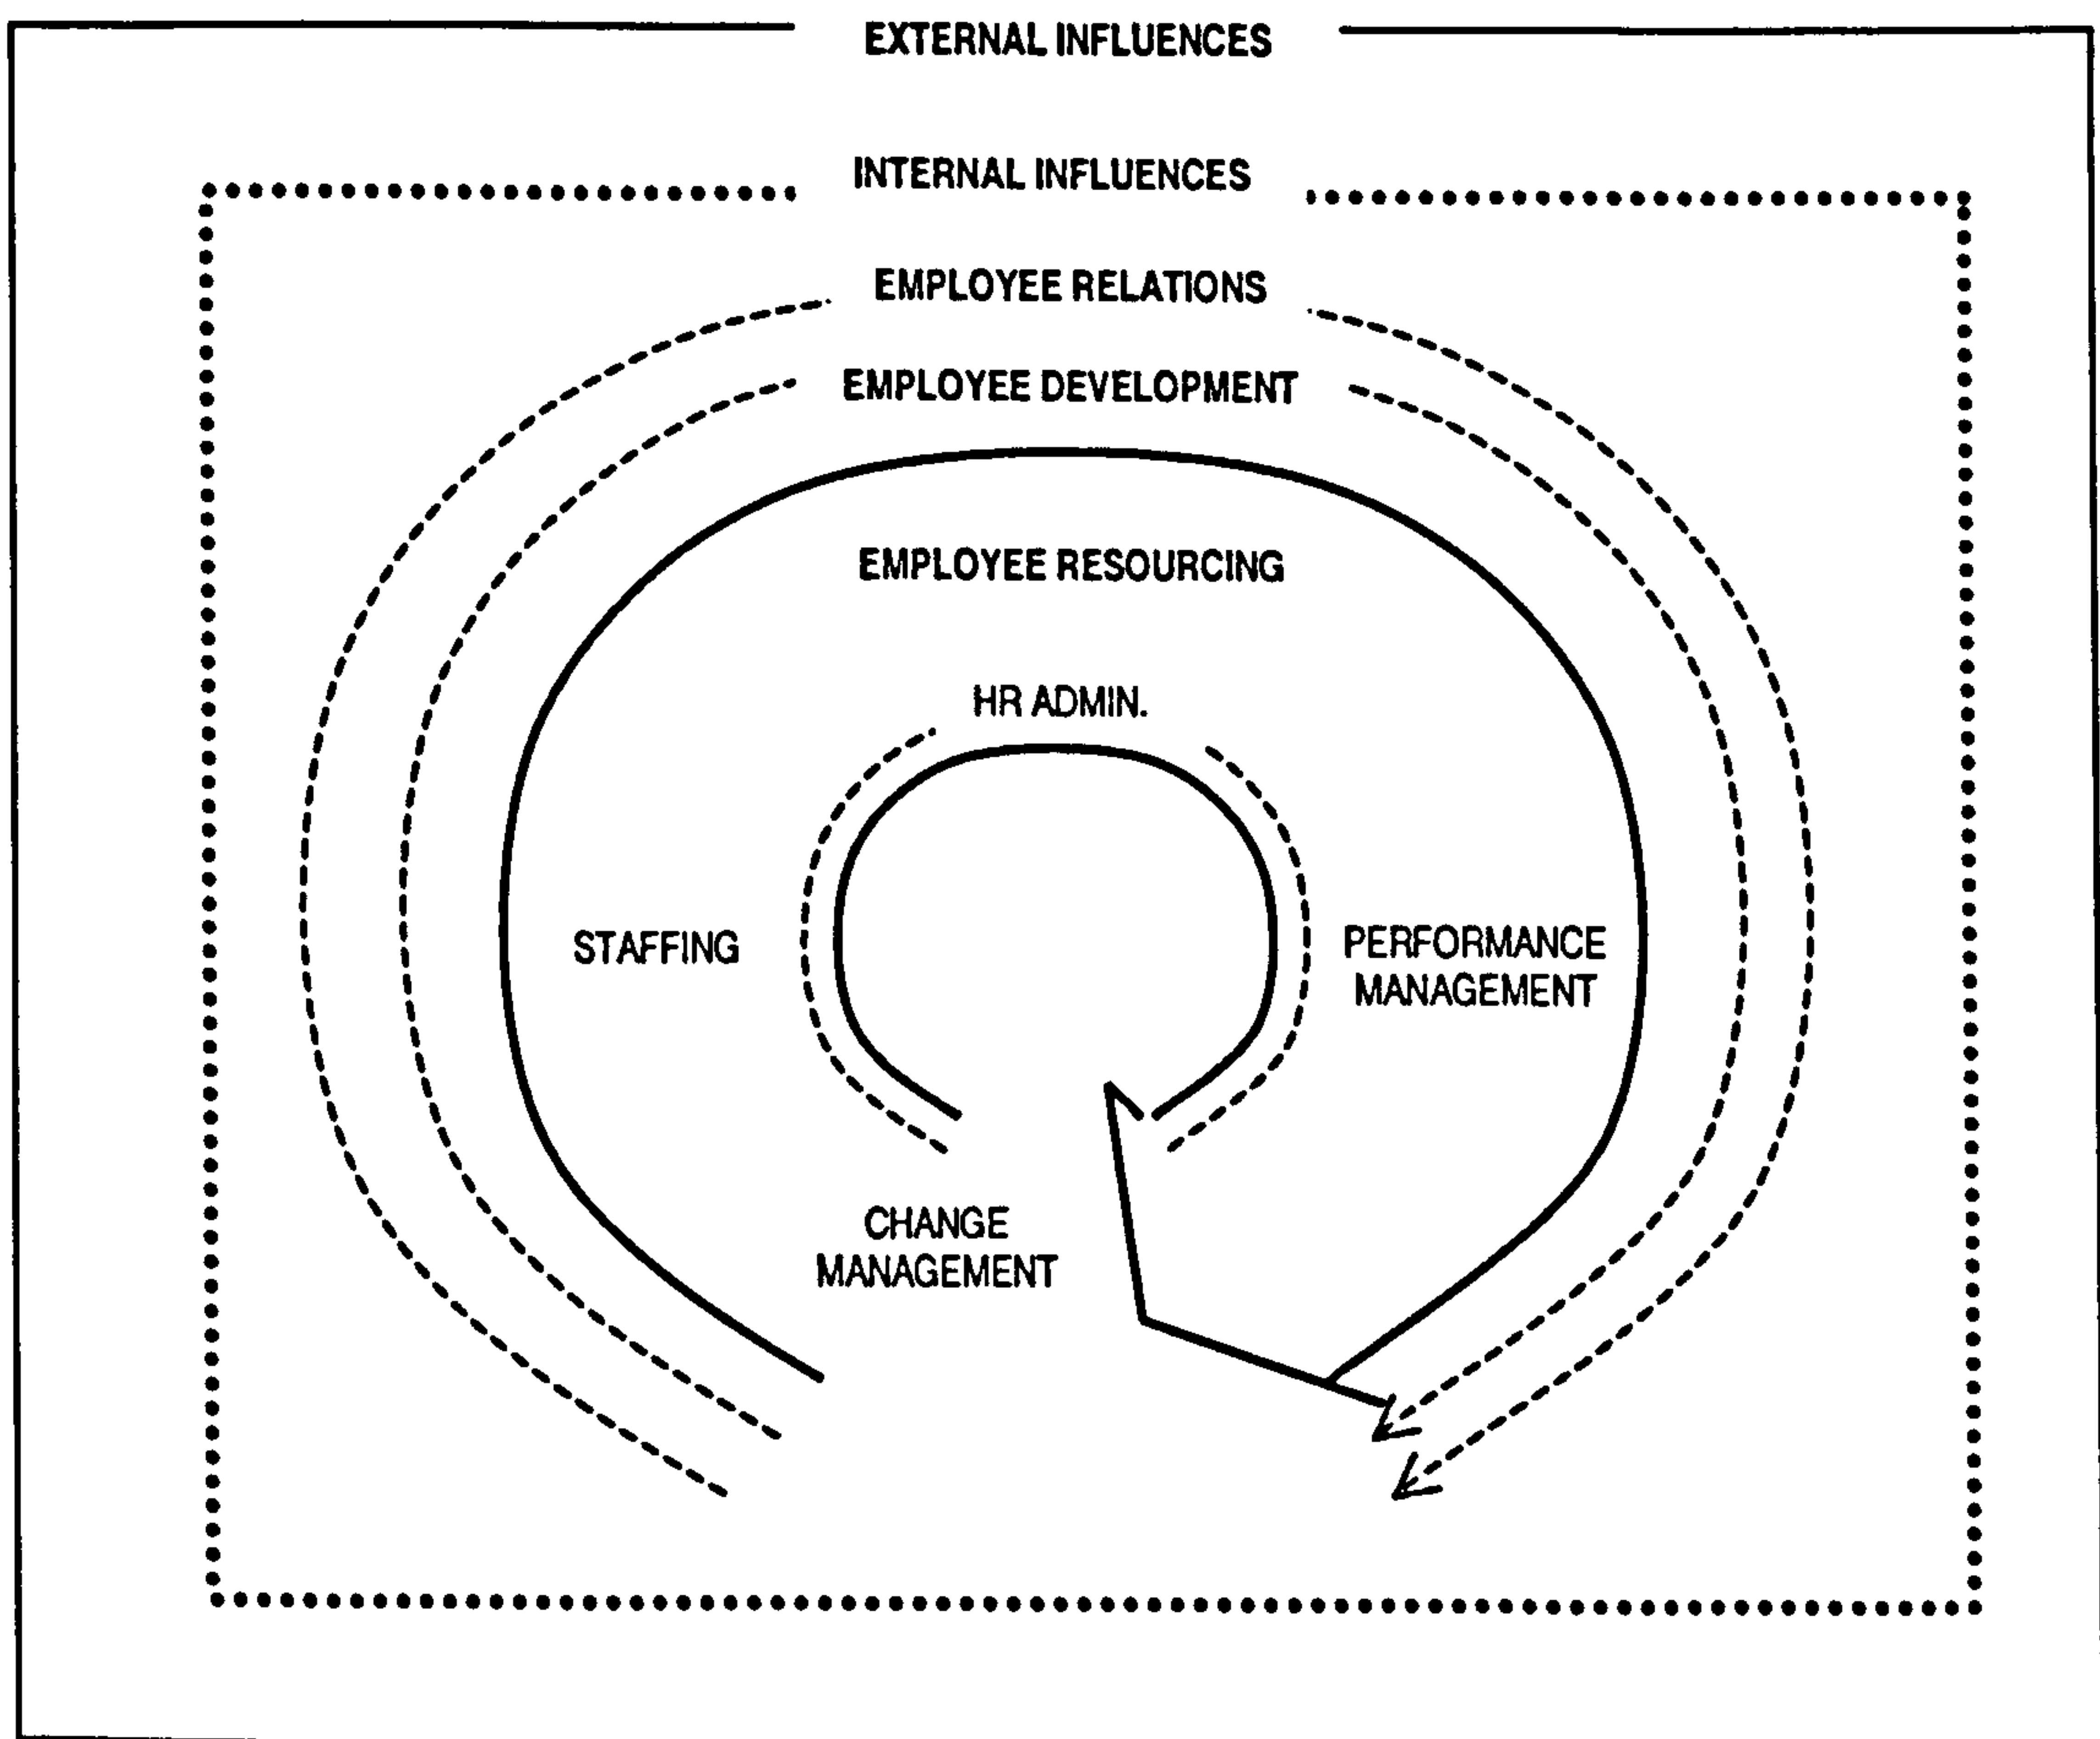 EXTERNAL INFLUENCES
INTERNAL INFLUENCES
EMPLOYEE RELATIONS
EMPLOYEE DEVELOPMENT
EMPLOYEE RESOURCING
HR ADMIN.
STAFFING
PERFORMANCE
MANAGEMENT
CHANGE
MANAGEMENT